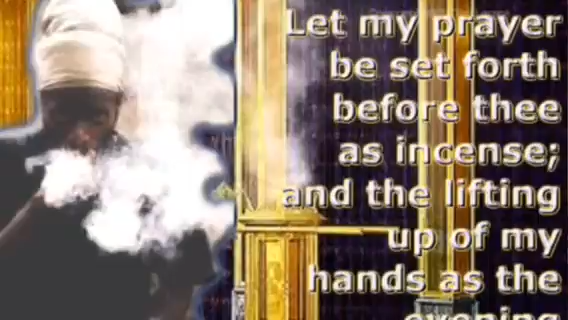 Let my prayer
be set forth
before thee
as incense;
and the lifting
up of my
hands as the
evening